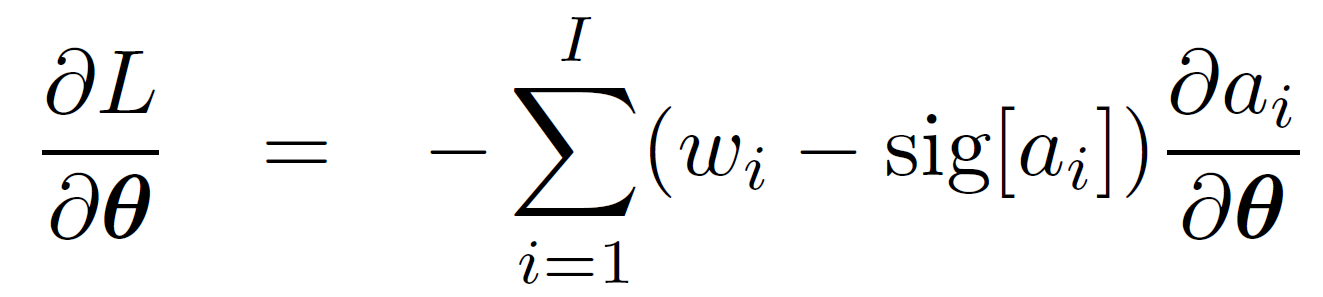 ∂L/∂𝜽 = −∑_{i=1}^{I} (w_i − sig[a_i]) ∂a_i/∂𝜽